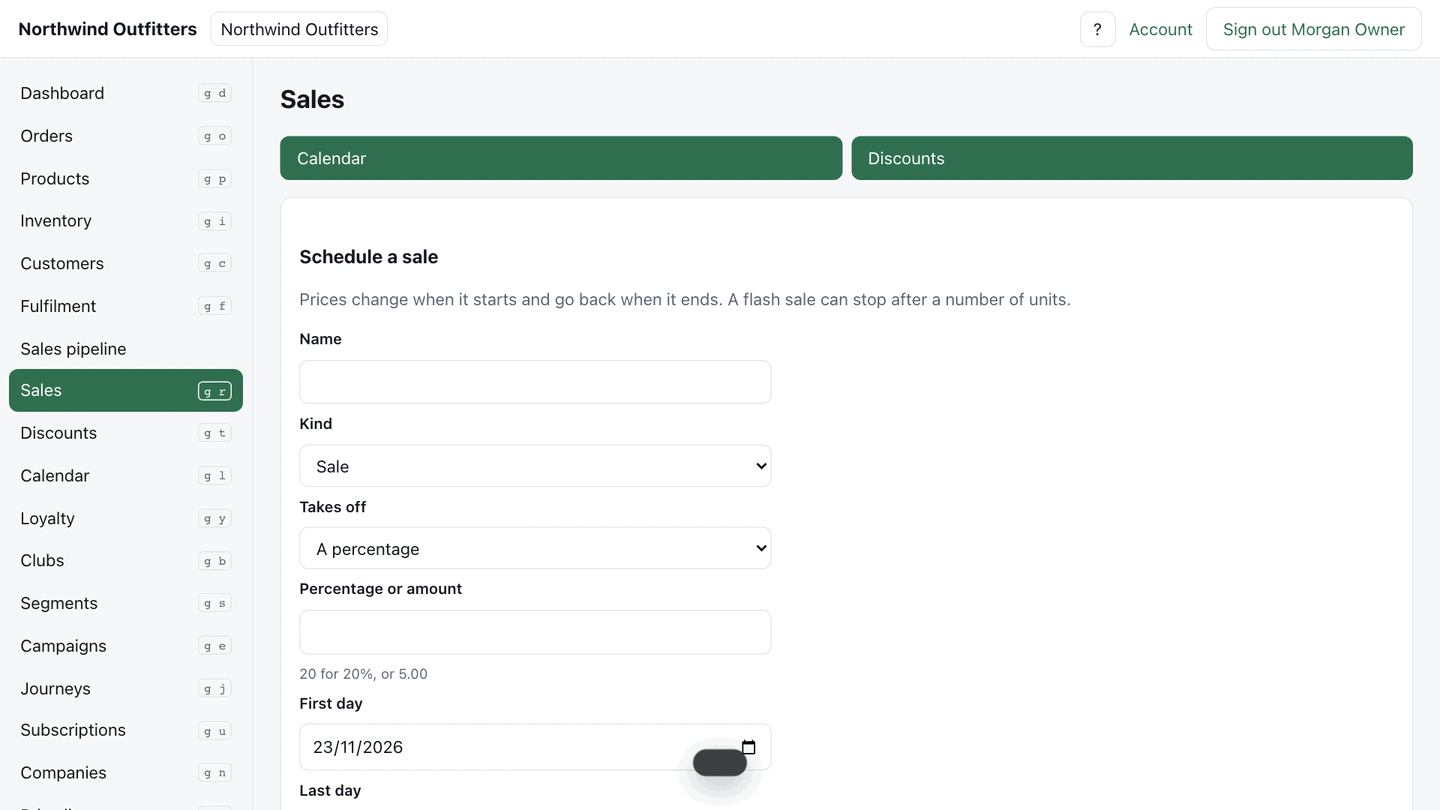 Northwind Outfitters Northwind Outfitters ? Account Sign out Morgan Owner
Dashboard g d
Orders g o
Products g p
Inventory g i
Customers g c
Fulfilment g f
Sales pipeline
Sales g r
Discounts g t
Calendar g l
Loyalty g y
Clubs g b
Segments g s
Campaigns g e
Journeys g j
Subscriptions g u
Companies g n
Sales
Calendar Discounts
Schedule a sale
Prices change when it starts and go back when it ends. A flash sale can stop after a number of units.
Name
Kind
Sale
Takes off
A percentage
Percentage or amount
20 for 20%, or 5.00
First day
23/11/2026
Last day